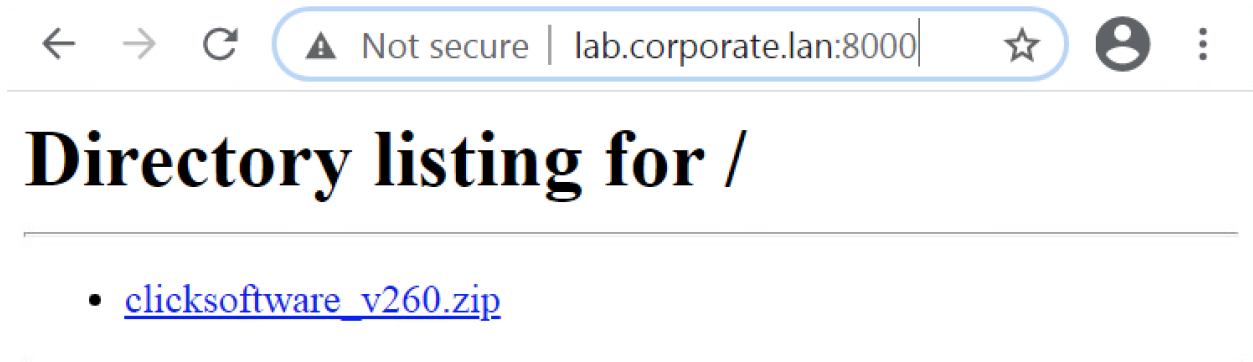 Not secure | lab.corporate.lan:8000
Directory listing for /
• clicksoftware_v260.zip